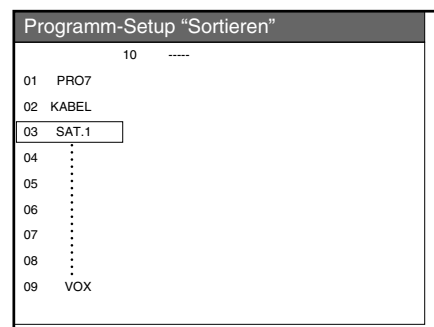 Programm-Setup “Sortieren”
10 -----
01 PRO7
02 KABEL
03 SAT.1
04
05
06
07
08
09 VOX